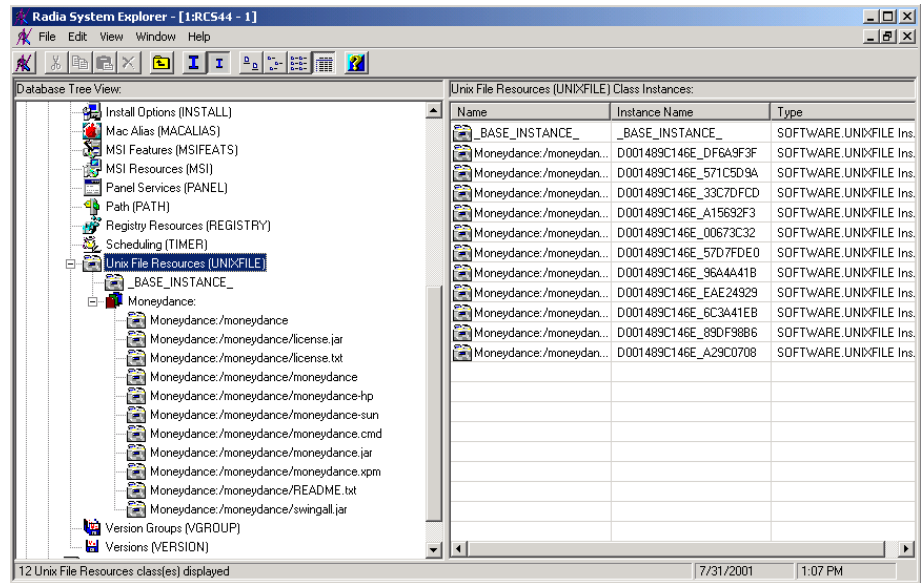 Radia System Explorer - [1:RCS44 - 1]
File Edit View Window Help
Database Tree View:
Install Options (INSTALL)
Mac Alias (MACALIAS)
MSI Features (MSIFEATS)
MSI Resources (MSI)
Panel Services (PANEL)
Path (PATH)
Registry Resources (REGISTRY)
Scheduling (TIMER)
Unix File Resources (UNIXFILE)
_BASE_INSTANCE_
Moneydance:
Moneydance:/moneydance
Moneydance:/moneydance/license.jar
Moneydance:/moneydance/license.txt
Moneydance:/moneydance/moneydance
Moneydance:/moneydance/moneydance-hp
Moneydance:/moneydance/moneydance-sun
Moneydance:/moneydance/moneydance.cmd
Moneydance:/moneydance/moneydance.jar
Moneydance:/moneydance/moneydance.xpm
Moneydance:/moneydance/README.txt
Moneydance:/moneydance/swingall.jar
Version Groups (VGROUP)
Versions (VERSION)
Unix File Resources (UNIXFILE) Class Instances:
Name Instance Name Type
_BASE_INSTANCE_ _BASE_INSTANCE_ SOFTWARE.UNIXFILE Ins.
Moneydance:/moneydan... D001489C146E_DF6A9F3F SOFTWARE.UNIXFILE Ins.
Moneydance:/moneydan... D001489C146E_571C5D9A SOFTWARE.UNIXFILE Ins.
Moneydance:/moneydan... D001489C146E_33C7DFCD SOFTWARE.UNIXFILE Ins.
Moneydance:/moneydan... D001489C146E_A15692F3 SOFTWARE.UNIXFILE Ins.
Moneydance:/moneydan... D001489C146E_00673C32 SOFTWARE.UNIXFILE Ins.
Moneydance:/moneydan... D001489C146E_57D7FDE0 SOFTWARE.UNIXFILE Ins.
Moneydance:/moneydan... D001489C146E_96A4A41B SOFTWARE.UNIXFILE Ins.
Moneydance:/moneydan... D001489C146E_EAE24929 SOFTWARE.UNIXFILE Ins.
Moneydance:/moneydan... D001489C146E_6C3A41EB SOFTWARE.UNIXFILE Ins.
Moneydance:/moneydan... D001489C146E_89DF98B6 SOFTWARE.UNIXFILE Ins.
Moneydance:/moneydan... D001489C146E_A29C0708 SOFTWARE.UNIXFILE Ins.
12 Unix File Resources class(es) displayed 7/31/2001 1:07 PM